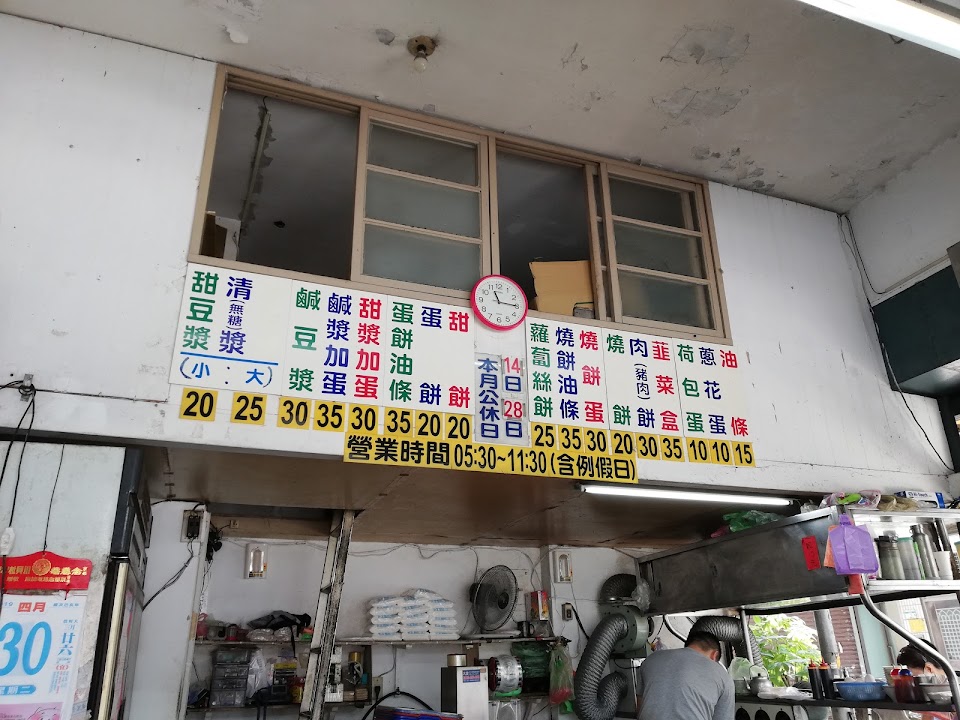 甜豆漿
清(無糖)漿
(小:大)
20 25
鹹豆漿 30
鹹漿加蛋 35
甜漿加蛋 30
蛋餅油條 35
蛋餅 20
甜餅 20
本月公休日
14日
28日
蘿蔔絲餅 25
燒餅油條 35
燒餅蛋 30
燒餅 20
肉(豬肉)餅 30
韮菜盒 35
荷包蛋 10
蔥花蛋 10
油條 15
營業時間 05:30~11:30(含例假日)
四月
30
廿六